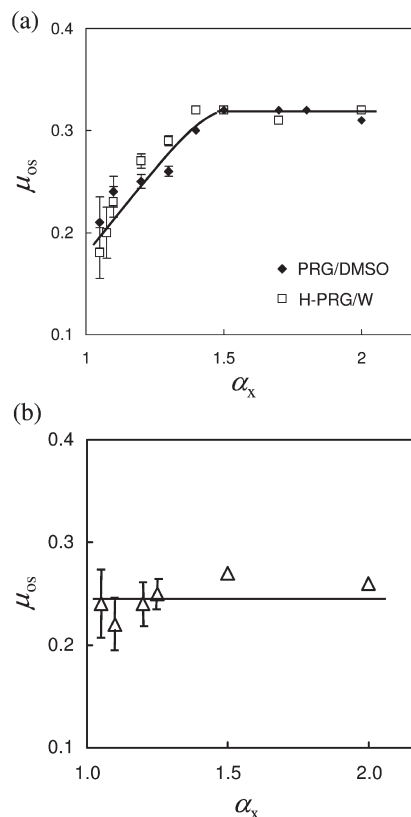 (a)
0.4
0.3
0.2
0.1
μos
PRG/DMSO
H-PRG/W
1
1.5
2
αx
(b)
0.4
0.3
0.2
0.1
μos
1.0
1.5
2.0
αx